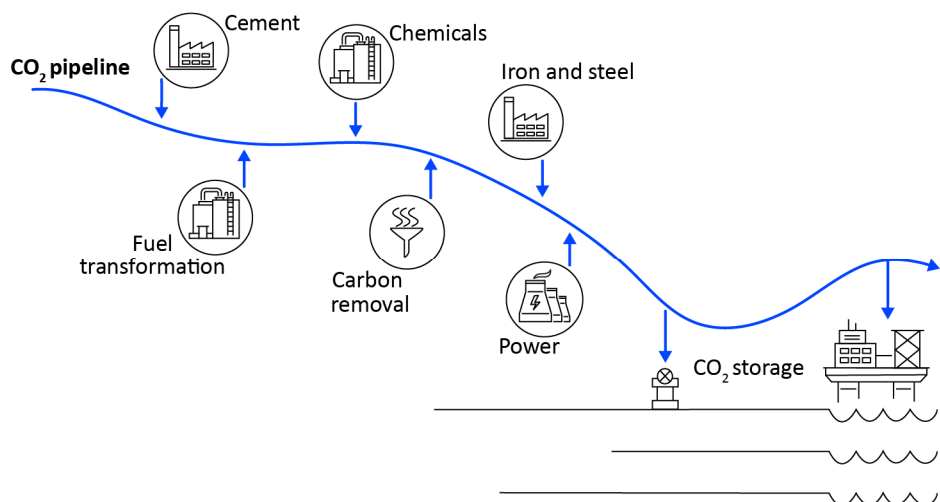 Cement
Chemicals
CO₂ pipeline
Iron and steel
Fuel
transformation
Carbon
removal
Power
CO₂ storage